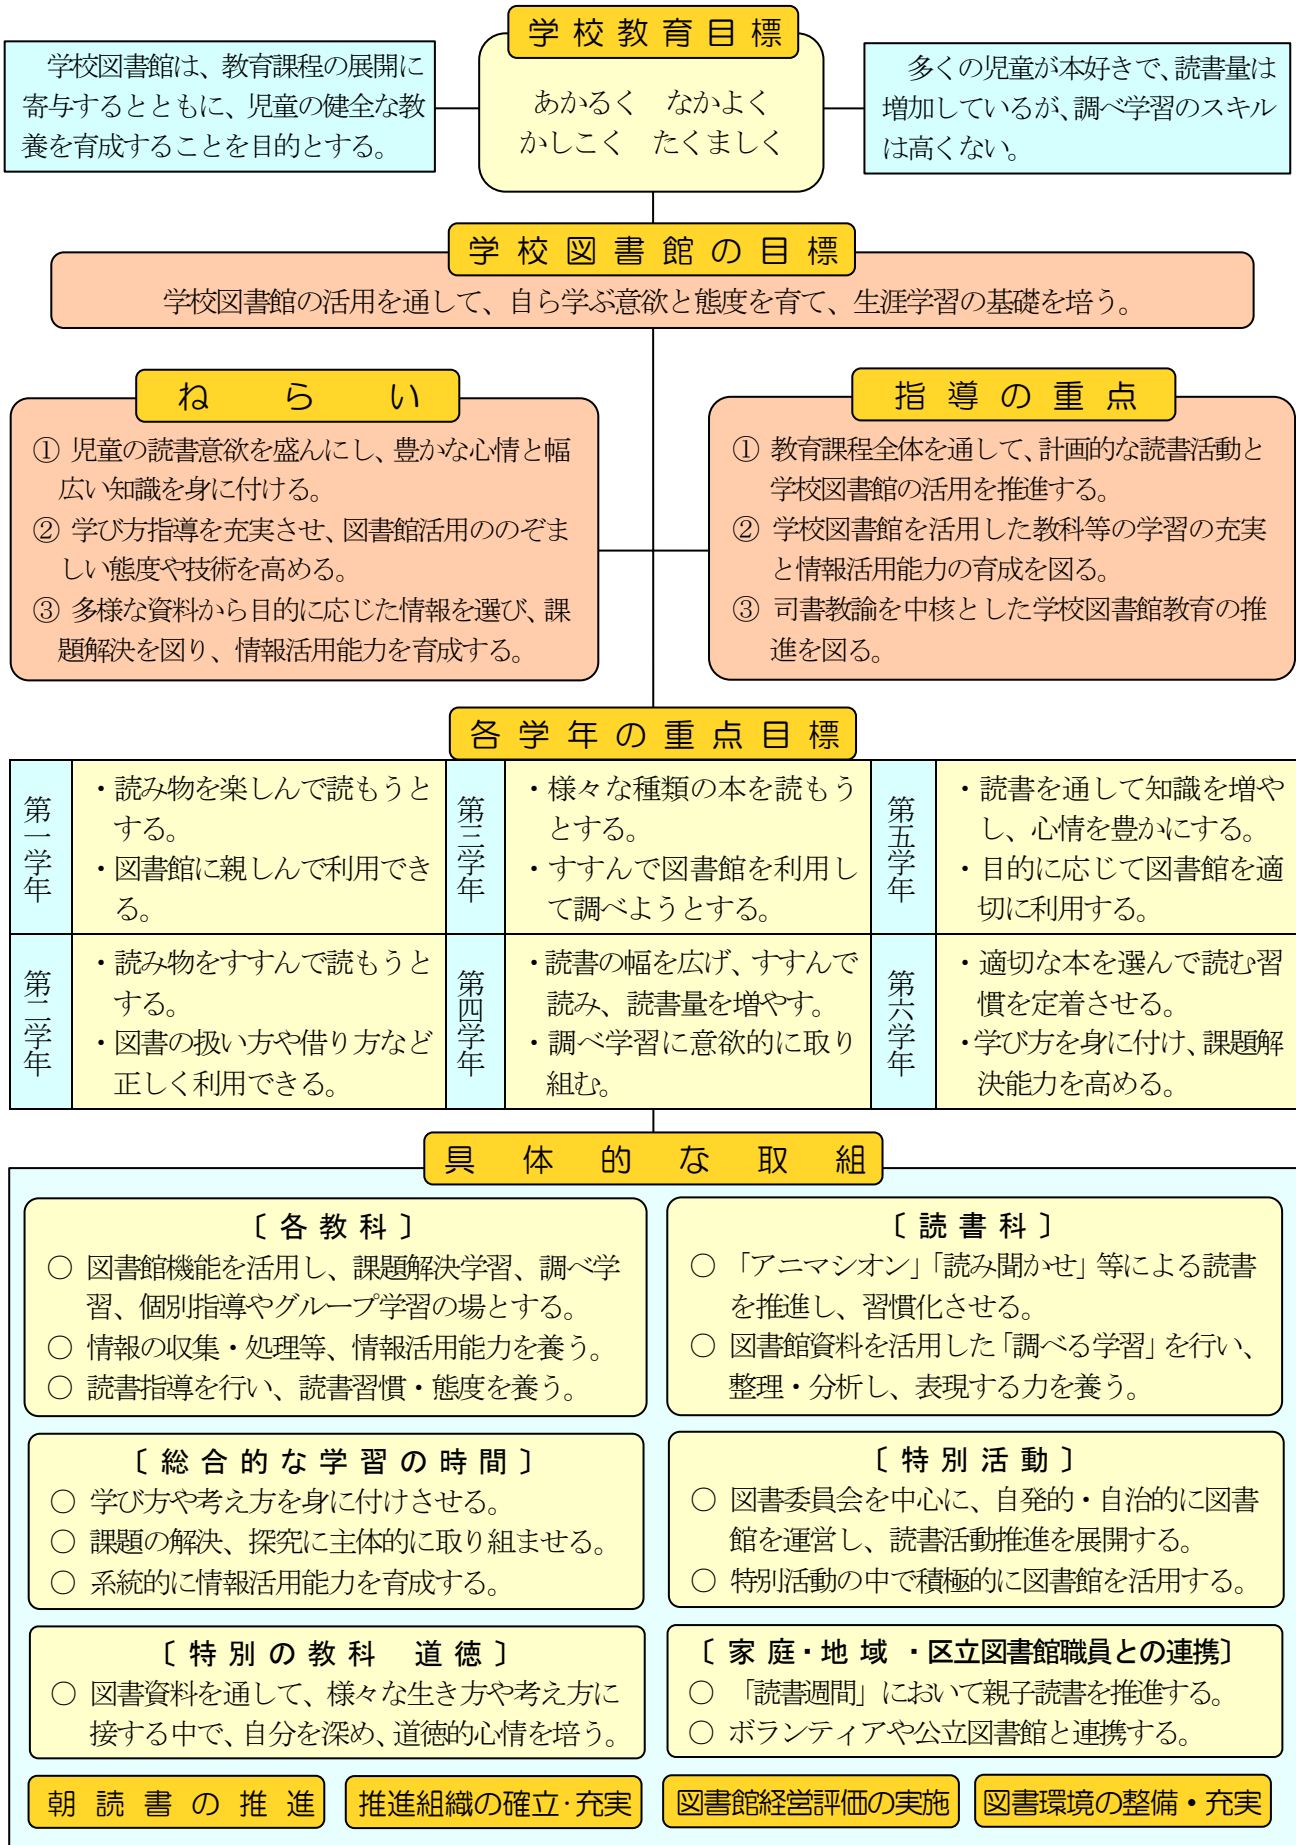 学校教育目標
あかるく　なかよく
かしこく　たくましく
学校図書館は、教育課程の展開に
寄与するとともに、児童の健全な教
養を育成することを目的とする。
多くの児童が本好きで、読書量は
増加しているが、調べ学習のスキル
は高くない。
学校図書館の目標
学校図書館の活用を通して、自ら学ぶ意欲と態度を育て、生涯学習の基礎を培う。
ねらい
① 児童の読書意欲を盛んにし、豊かな心情と幅
広い知識を身に付ける。
② 学び方指導を充実させ、図書館活用ののぞま
しい態度や技術を高める。
③ 多様な資料から目的に応じた情報を選び、課
題解決を図り、情報活用能力を育成する。
指導の重点
① 教育課程全体を通して、計画的な読書活動と
学校図書館の活用を推進する。
② 学校図書館を活用した教科等の学習の充実
と情報活用能力の育成を図る。
③ 司書教諭を中核とした学校図書館教育の推
進を図る。
各学年の重点目標
第一学年
・読み物を楽しんで読もうと
する。
・図書館に親しんで利用でき
る。
第三学年
・様々な種類の本を読もう
とする。
・すすんで図書館を利用し
て調べようとする。
第五学年
・読書を通して知識を増や
し、心情を豊かにする。
・目的に応じて図書館を適
切に利用する。
第二学年
・読み物をすすんで読もうと
する。
・図書の扱い方や借り方など
正しく利用できる。
第四学年
・読書の幅を広げ、すすんで
読み、読書量を増やす。
・調べ学習に意欲的に取り
組む。
第六学年
・適切な本を選んで読む習
慣を定着させる。
・学び方を身に付け、課題解
決能力を高める。
具体的な取組
〔各教科〕
○ 図書館機能を活用し、課題解決学習、調べ学
習、個別指導やグループ学習の場とする。
○ 情報の収集・処理等、情報活用能力を養う。
○ 読書指導を行い、読書習慣・態度を養う。
〔読書科〕
○ 「アニマシオン」「読み聞かせ」等による読書
を推進し、習慣化させる。
○ 図書館資料を活用した「調べる学習」を行い、
整理・分析し、表現する力を養う。
〔総合的な学習の時間〕
○ 学び方や考え方を身に付けさせる。
○ 課題の解決、探究に主体的に取り組ませる。
○ 系統的に情報活用能力を育成する。
〔特別活動〕
○ 図書委員会を中心に、自発的・自治的に図書
館を運営し、読書活動推進を展開する。
○ 特別活動の中で積極的に図書館を活用する。
〔特別の教科　道徳〕
○ 図書資料を通して、様々な生き方や考え方に
接する中で、自分を深め、道徳的心情を培う。
〔家庭・地域・区立図書館職員との連携〕
○ 「読書週間」において親子読書を推進する。
○ ボランティアや公立図書館と連携する。
朝読書の推進
推進組織の確立・充実
図書館経営評価の実施
図書環境の整備・充実